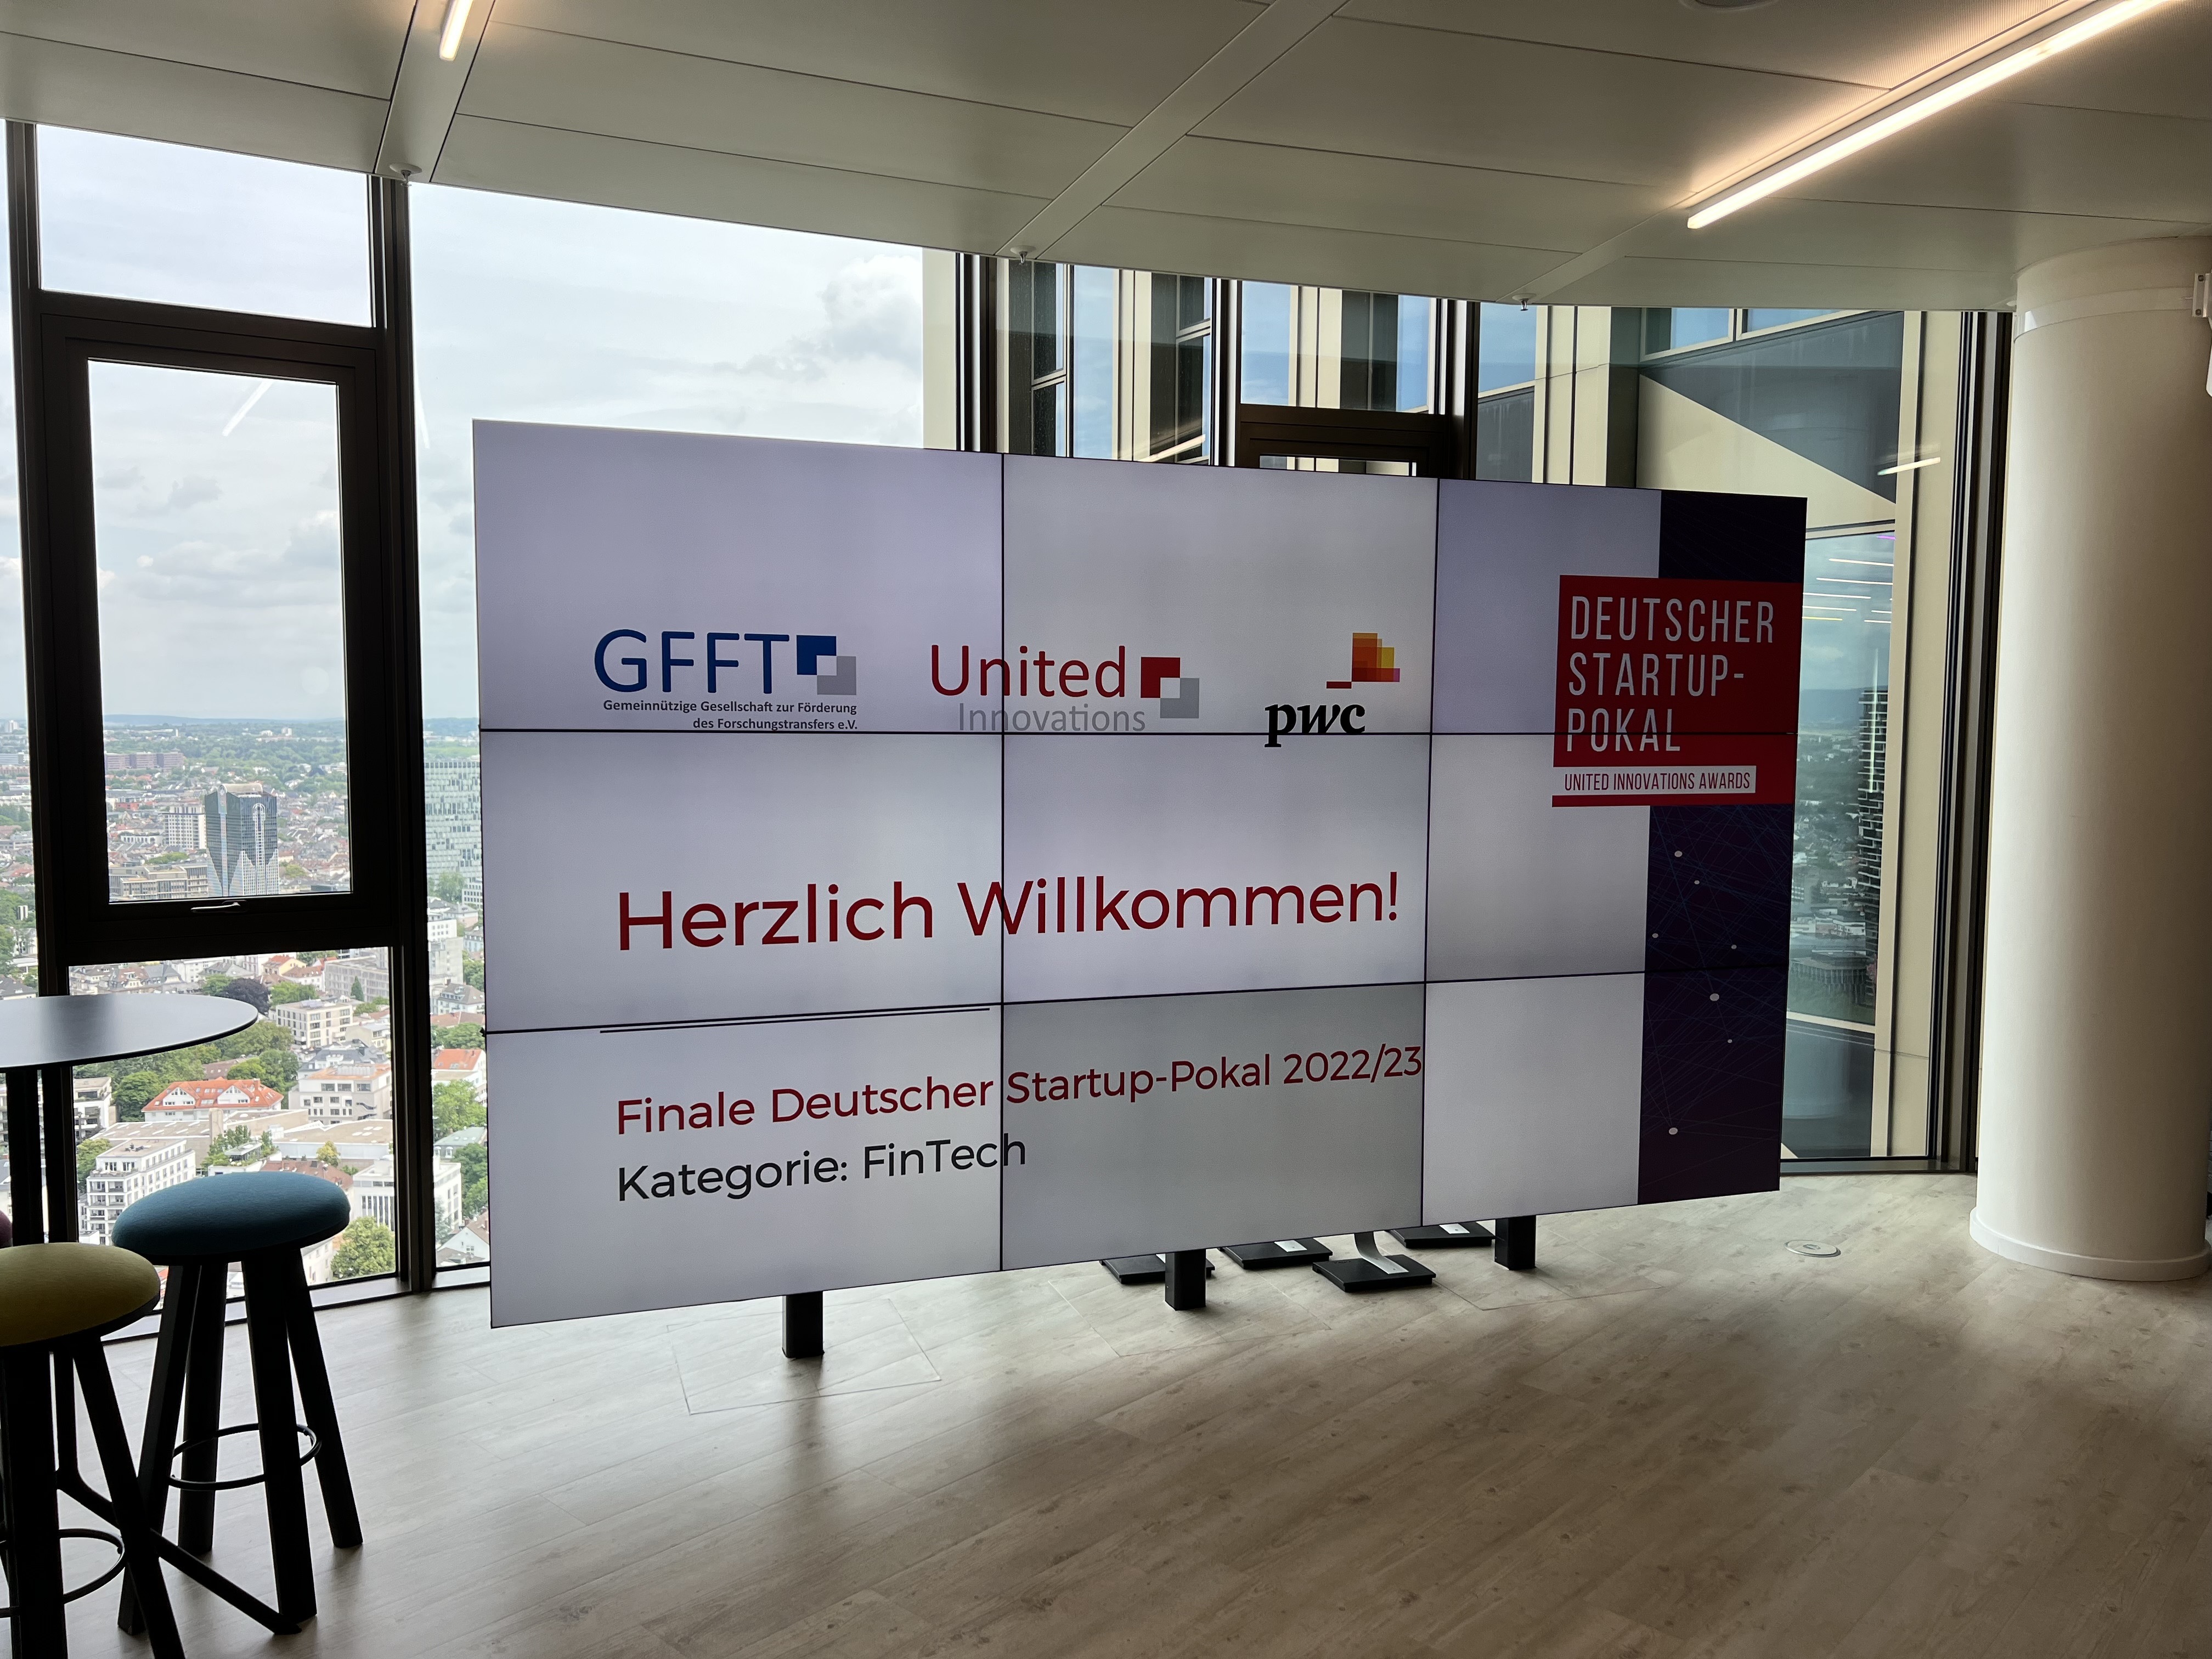 GFFT
Gemeinnützige Gesellschaft zur Förderung
des Forschungstransfers e.V.
United
Innovations
pwc
DEUTSCHER
STARTUP-
POKAL
UNITED INNOVATIONS AWARDS
Herzlich Willkommen!
Finale Deutscher Startup-Pokal 2022/23
Kategorie: FinTech